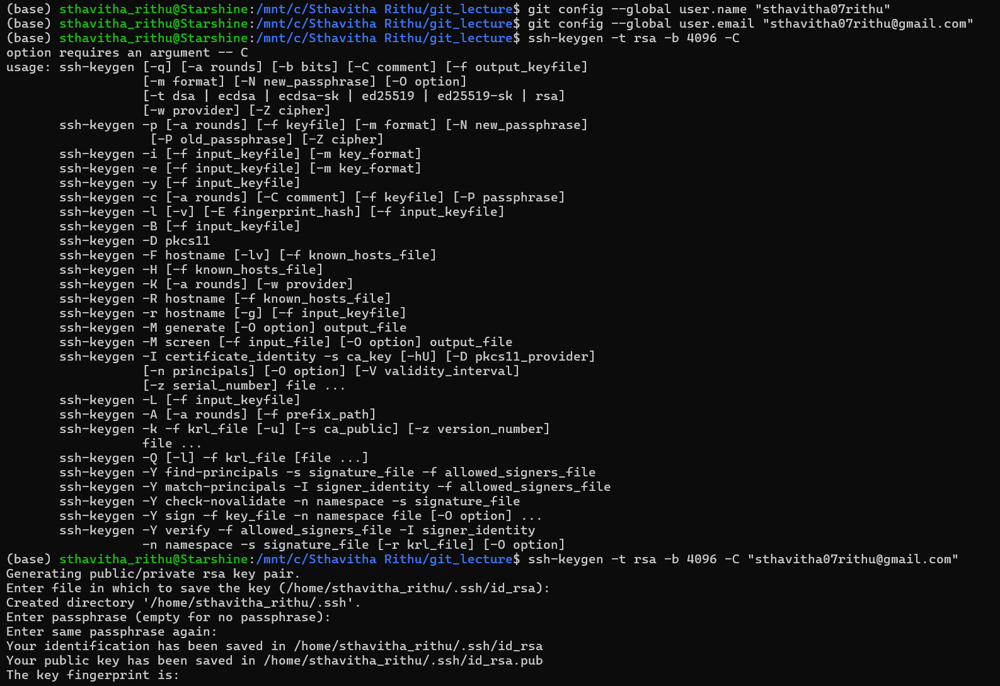 (base) sthavitha_rithu@Starshine:/mnt/c/Sthavitha Rithu/git_lecture$ git config --global user.name "sthavitha07rithu"
(base) sthavitha_rithu@Starshine:/mnt/c/Sthavitha Rithu/git_lecture$ git config --global user.email "sthavitha07rithu@gmail.com"
(base) sthavitha_rithu@Starshine:/mnt/c/Sthavitha Rithu/git_lecture$ ssh-keygen -t rsa -b 4096 -C
option requires an argument -- C
usage: ssh-keygen [-q] [-a rounds] [-b bits] [-C comment] [-f output_keyfile]
                  [-m format] [-N new_passphrase] [-O option]
                  [-t dsa | ecdsa | ecdsa-sk | ed25519 | ed25519-sk | rsa]
                  [-w provider] [-Z cipher]
       ssh-keygen -p [-a rounds] [-f keyfile] [-m format] [-N new_passphrase]
                   [-P old_passphrase] [-Z cipher]
       ssh-keygen -i [-f input_keyfile] [-m key_format]
       ssh-keygen -e [-f input_keyfile] [-m key_format]
       ssh-keygen -y [-f input_keyfile]
       ssh-keygen -c [-a rounds] [-C comment] [-f keyfile] [-P passphrase]
       ssh-keygen -l [-v] [-E fingerprint_hash] [-f input_keyfile]
       ssh-keygen -B [-f input_keyfile]
       ssh-keygen -D pkcs11
       ssh-keygen -F hostname [-lv] [-f known_hosts_file]
       ssh-keygen -H [-f known_hosts_file]
       ssh-keygen -K [-a rounds] [-w provider]
       ssh-keygen -R hostname [-f known_hosts_file]
       ssh-keygen -r hostname [-g] [-f input_keyfile]
       ssh-keygen -M generate [-O option] output_file
       ssh-keygen -M screen [-f input_file] [-O option] output_file
       ssh-keygen -I certificate_identity -s ca_key [-hU] [-D pkcs11_provider]
                  [-n principals] [-O option] [-V validity_interval]
                  [-z serial_number] file ...
       ssh-keygen -L [-f input_keyfile]
       ssh-keygen -A [-a rounds] [-f prefix_path]
       ssh-keygen -k -f krl_file [-u] [-s ca_public] [-z version_number]
                  file ...
       ssh-keygen -Q [-l] -f krl_file [file ...]
       ssh-keygen -Y find-principals -s signature_file -f allowed_signers_file
       ssh-keygen -Y match-principals -I signer_identity -f allowed_signers_file
       ssh-keygen -Y check-novalidate -n namespace -s signature_file
       ssh-keygen -Y sign -f key_file -n namespace file [-O option] ...
       ssh-keygen -Y verify -f allowed_signers_file -I signer_identity
                  -n namespace -s signature_file [-r krl_file] [-O option]
(base) sthavitha_rithu@Starshine:/mnt/c/Sthavitha Rithu/git_lecture$ ssh-keygen -t rsa -b 4096 -C "sthavitha07rithu@gmail.com"
Generating public/private rsa key pair.
Enter file in which to save the key (/home/sthavitha_rithu/.ssh/id_rsa):
Created directory '/home/sthavitha_rithu/.ssh'.
Enter passphrase (empty for no passphrase):
Enter same passphrase again:
Your identification has been saved in /home/sthavitha_rithu/.ssh/id_rsa
Your public key has been saved in /home/sthavitha_rithu/.ssh/id_rsa.pub
The key fingerprint is: